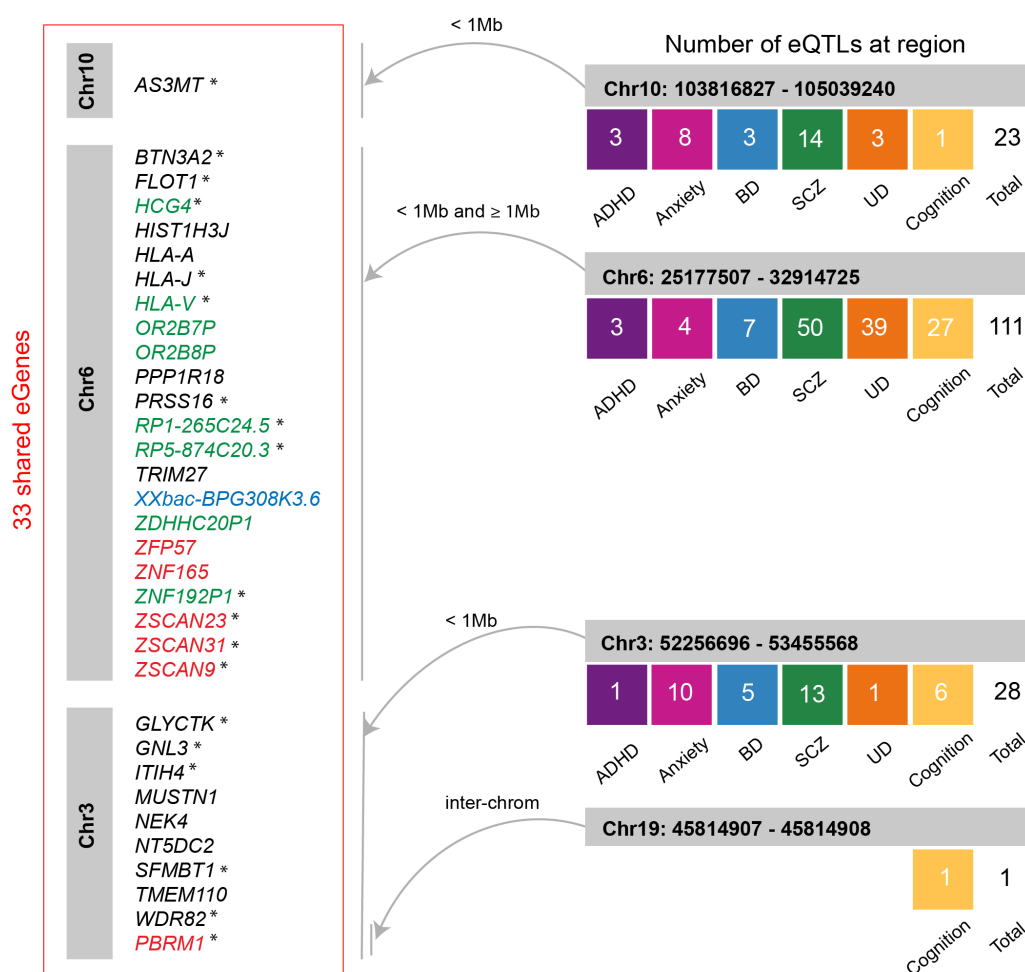 33 shared eGenes
Chr10
AS3MT *
Chr6
BTN3A2 *
FLOT1 *
HCG4 *
HIST1H3J
HLA-A
HLA-J *
HLA-V *
OR2B7P
OR2B8P
PPP1R18
PRSS16 *
RP1-265C24.5 *
RP5-874C20.3 *
TRIM27
XXbac-BPG308K3.6
ZDHHC20P1
ZFP57
ZNF165
ZNF192P1 *
ZSCAN23 *
ZSCAN31 *
ZSCAN9 *
Chr3
GLYCTK *
GNL3 *
ITIH4 *
MUSTN1
NEK4
NT5DC2
SFMBT1 *
TMEM110
WDR82 *
PBRM1 *
Number of eQTLs at region
< 1Mb
Chr10: 103816827 - 105039240
3 8 3 14 3 1 23
ADHD Anxiety BD SCZ UD Cognition Total
< 1Mb and ≥ 1Mb
Chr6: 25177507 - 32914725
3 4 7 50 39 27 111
ADHD Anxiety BD SCZ UD Cognition Total
< 1Mb
Chr3: 52256696 - 53455568
1 10 5 13 1 6 28
ADHD Anxiety BD SCZ UD Cognition Total
inter-chrom
Chr19: 45814907 - 45814908
1 1
Cognition Total